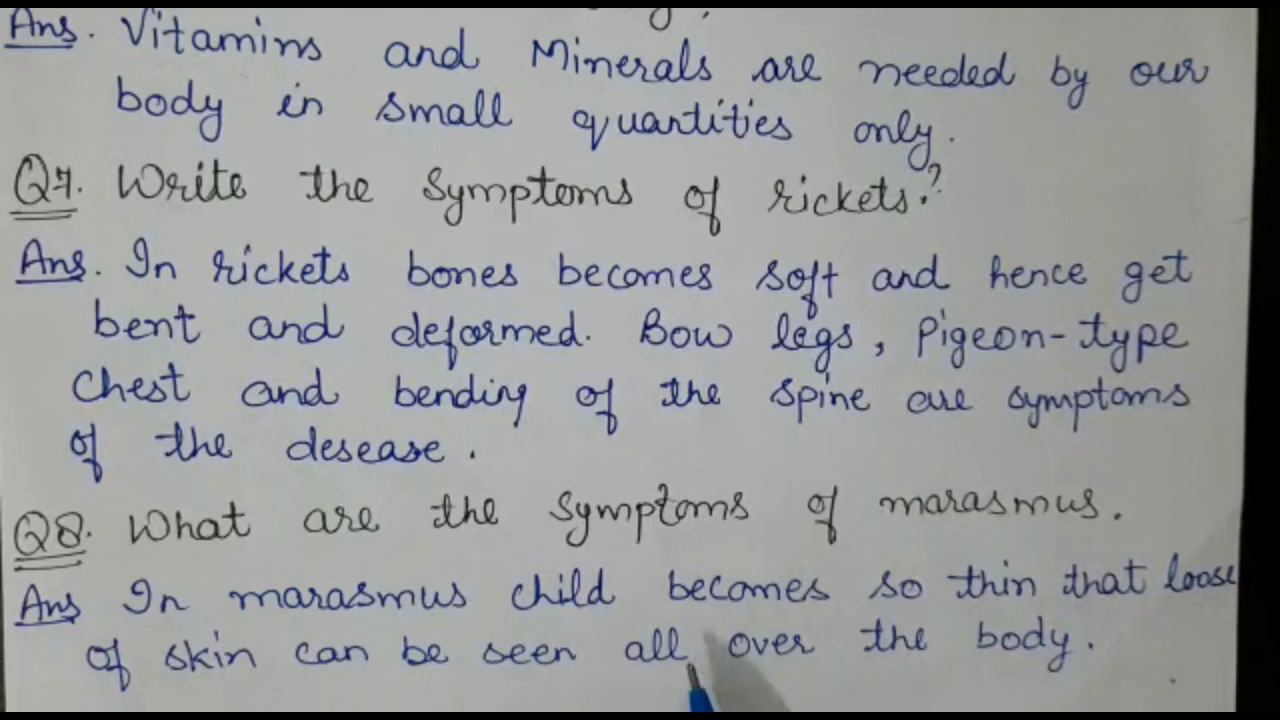 Ans. Vitamins and Minerals are needed by our
body in small quantities only.
Q7. Write the Symptoms of rickets.?
Ans. In rickets bones becomes soft and hence get
bent and deformed. Bow legs, Pigeon-type
Chest and bending of the spine are symptoms
of the desease.
Q8. What are the Symptoms of marasmus.
Ans In marasmus child becomes so thin that loose
of skin can be seen all over the body.